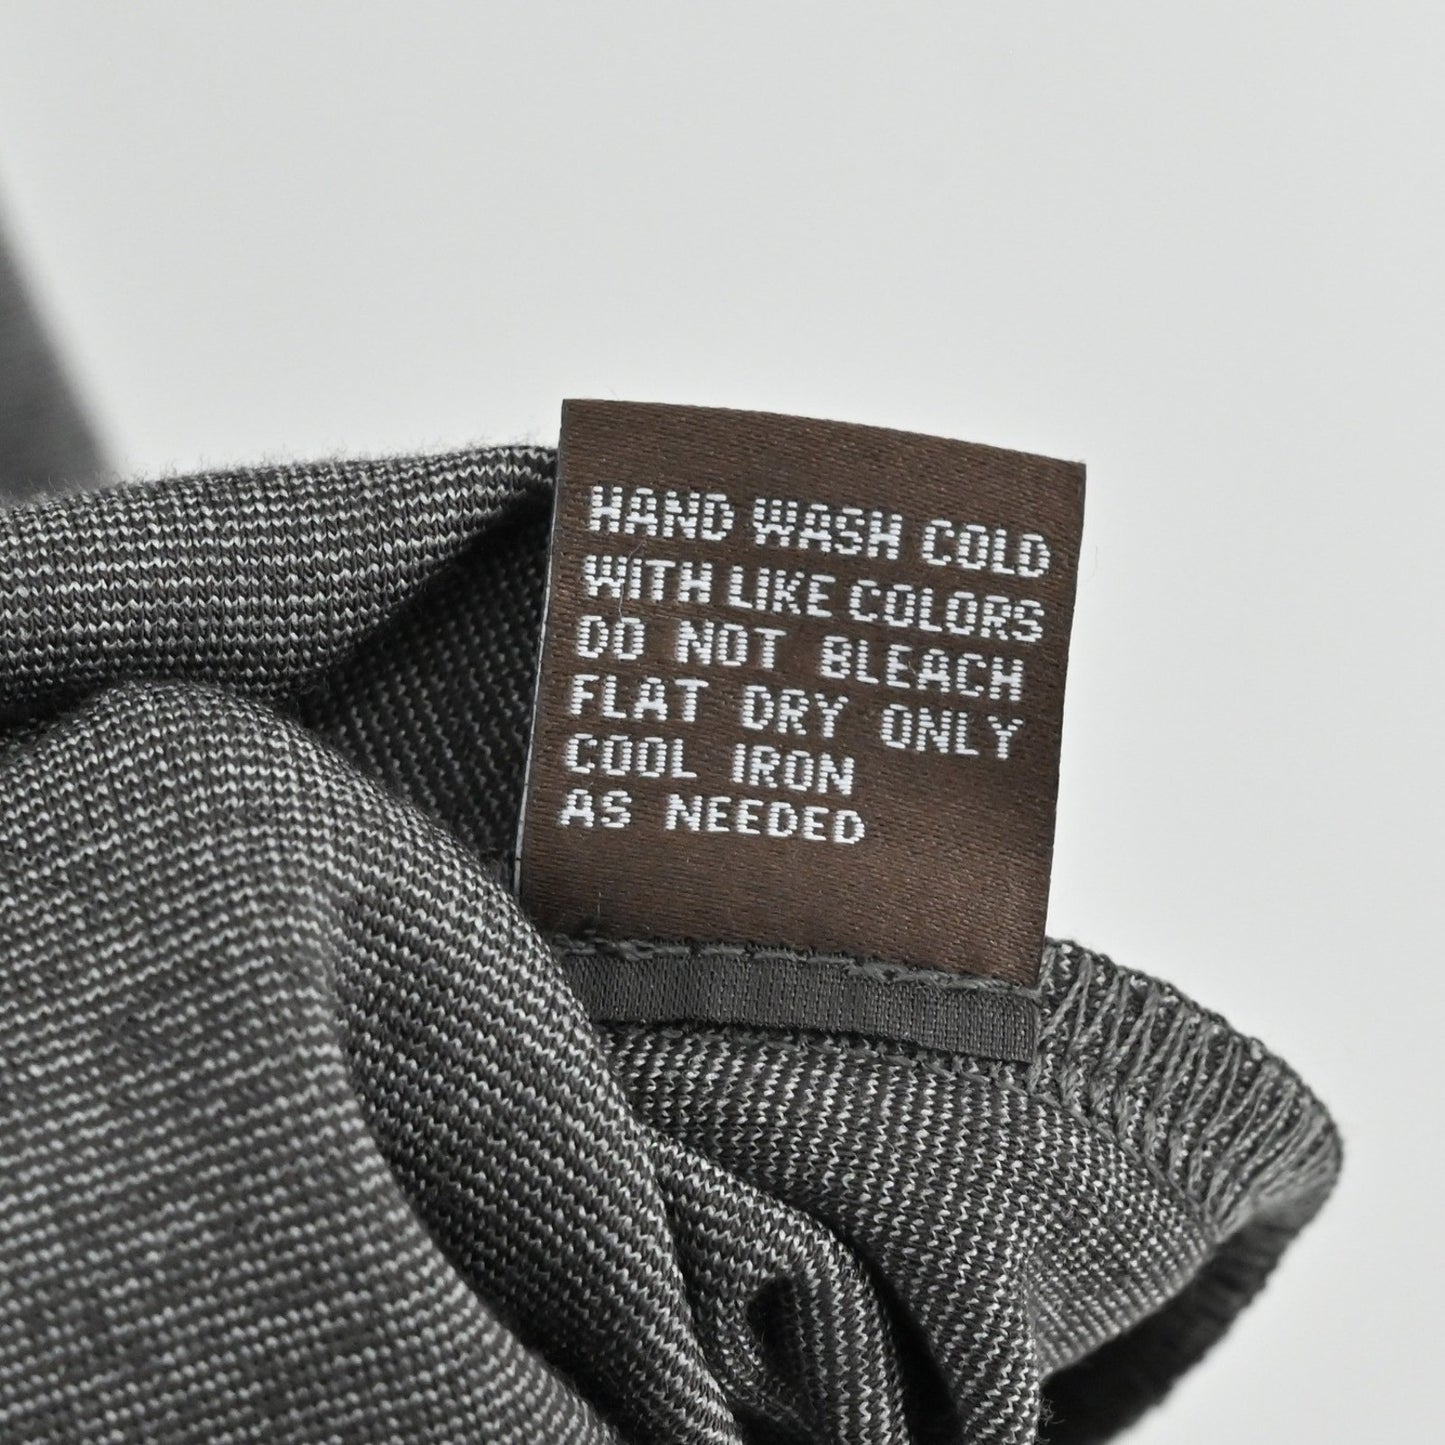 HAND WASH COLD
WITH LIKE COLORS
DO NOT BLEACH
FLAT DRY ONLY
COOL IRON
AS NEEDED